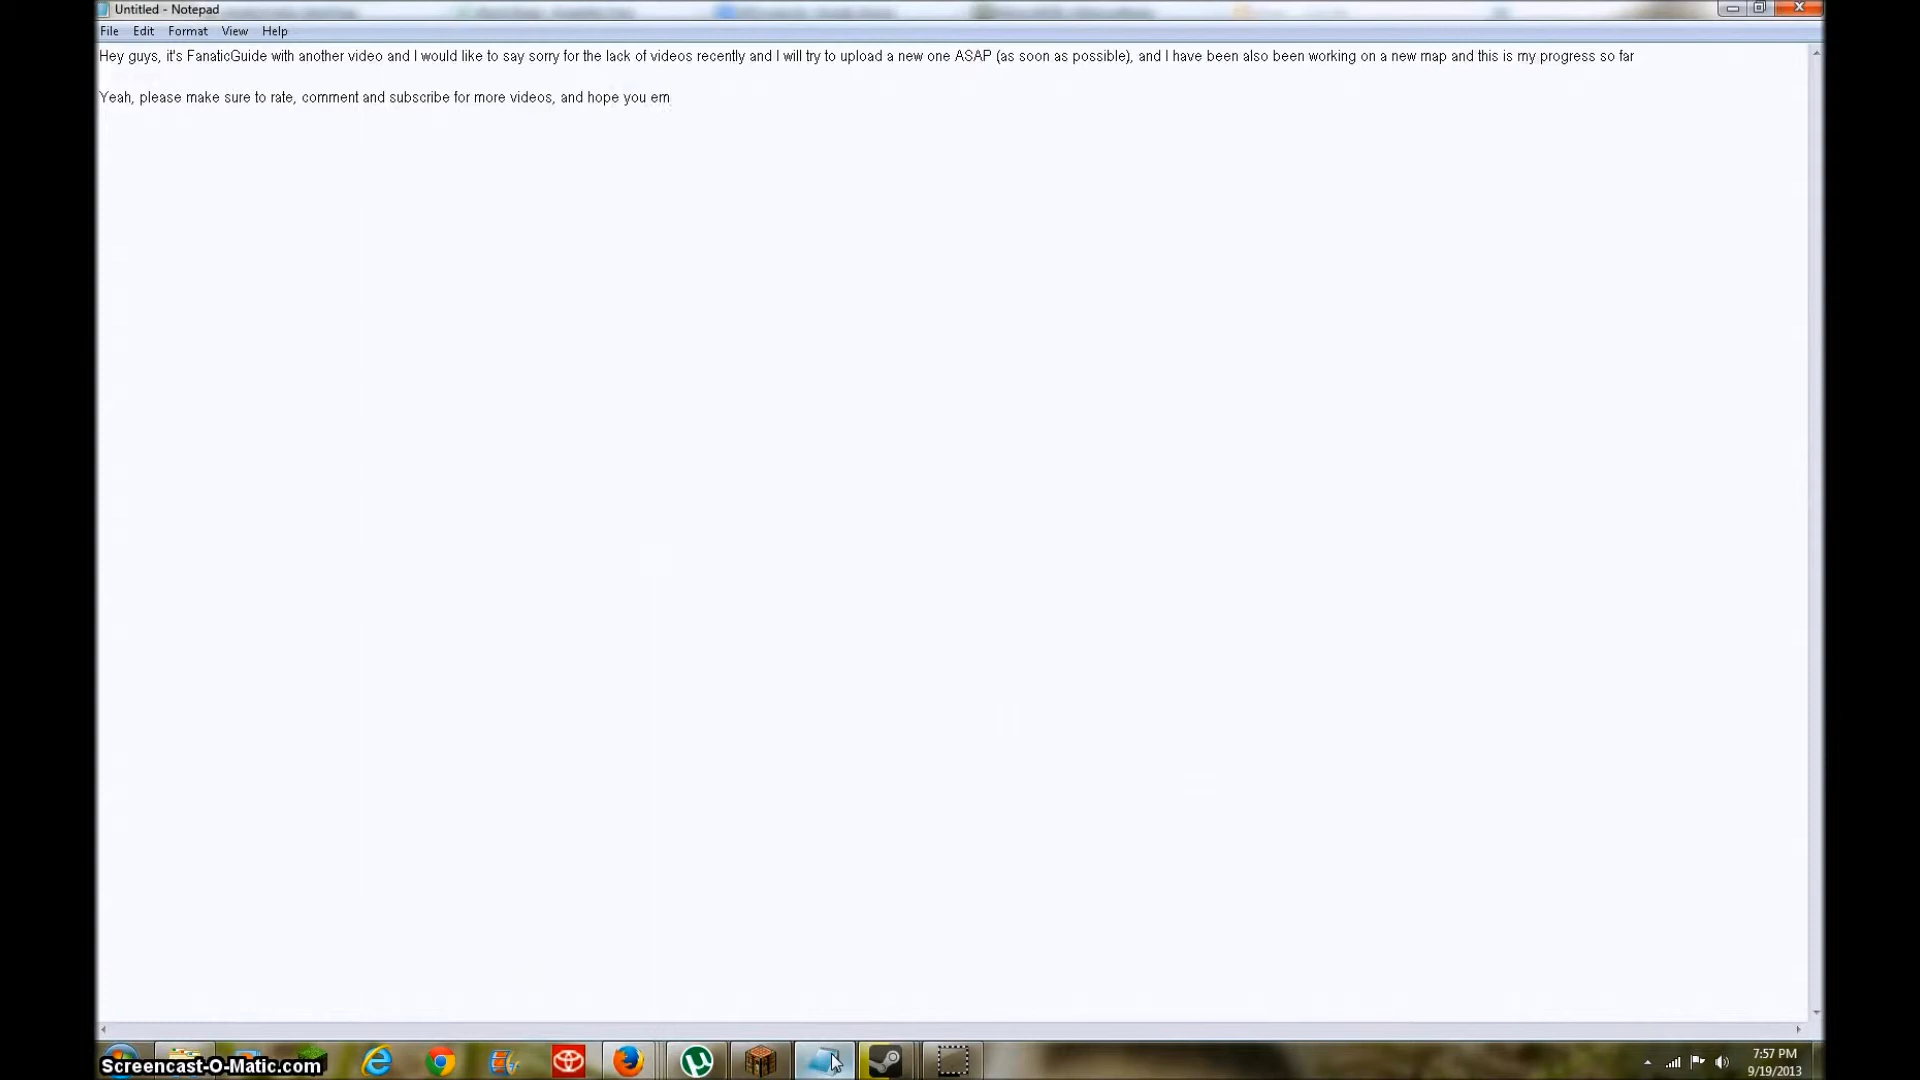 Untitled - Notepad
File Edit Format View Help
Hey guys, it's FanaticGuide with another video and I would like to say sorry for the lack of videos recently and I will try to upload a new one ASAP (as soon as possible), and I have been also been working on a new map and this is my progress so far
Yeah, please make sure to rate, comment and subscribe for more videos, and hope you em
Screencast-O-Matic.com
7:57 PM
9/19/2013